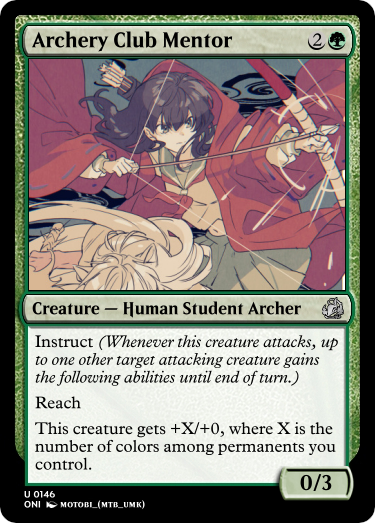 Archery Club Mentor 2
Creature — Human Student Archer
Instruct (Whenever this creature attacks, up
to one other target attacking creature gains
the following abilities until end of turn.)
Reach
This creature gets +X/+0, where X is the
number of colors among permanents you
control.
0/3
U 0146
ONI MOTOBI_(MTB_UMK)